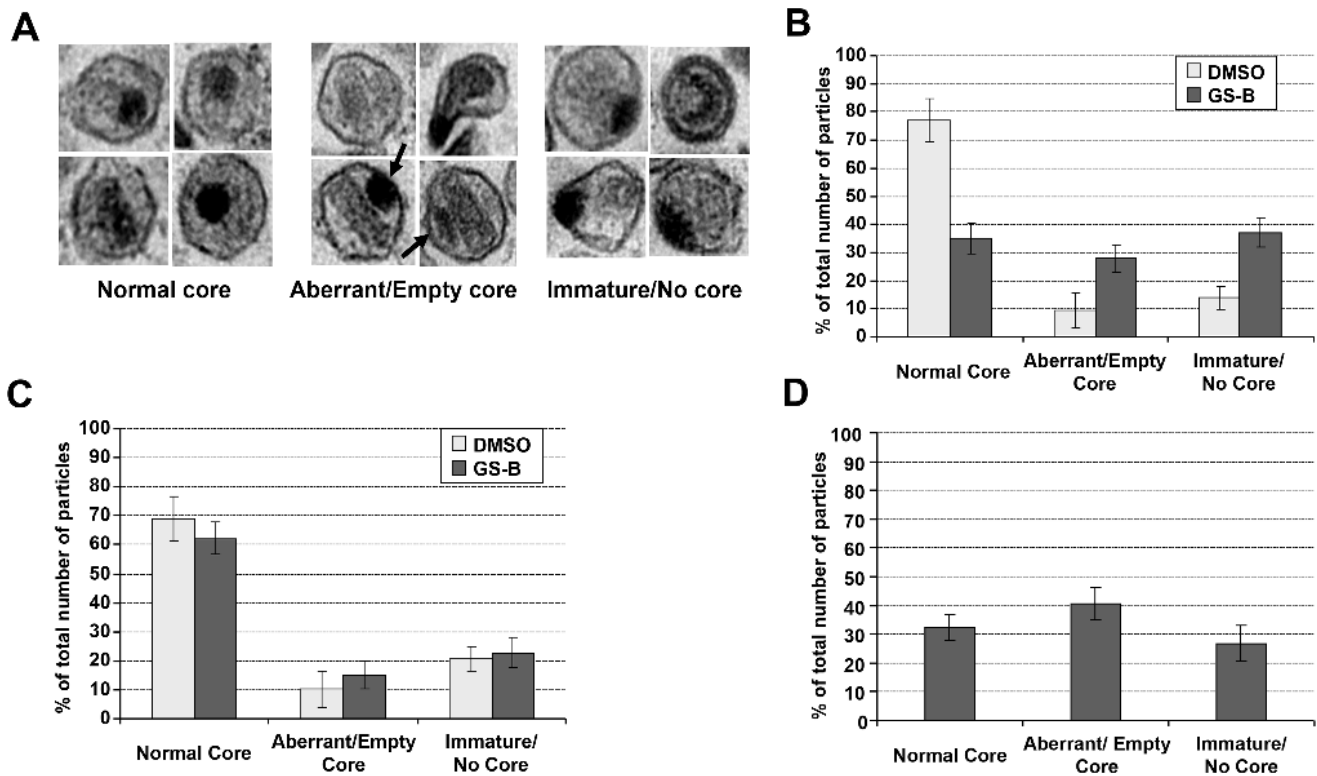 A
Normal core
Aberrant/Empty core
Immature/No core
B
% of total number of particles
100
90
80
70
60
50
40
30
20
10
0
DMSO
GS-B
Normal Core
Aberrant/Empty
Core
Immature/
No Core
C
% of total number of particles
100
90
80
70
60
50
40
30
20
10
0
DMSO
GS-B
Normal Core
Aberrant/Empty
Core
Immature/
No Core
D
% of total number of particles
100
90
80
70
60
50
40
30
20
10
0
Normal Core
Aberrant/ Empty
Core
Immature/
No Core